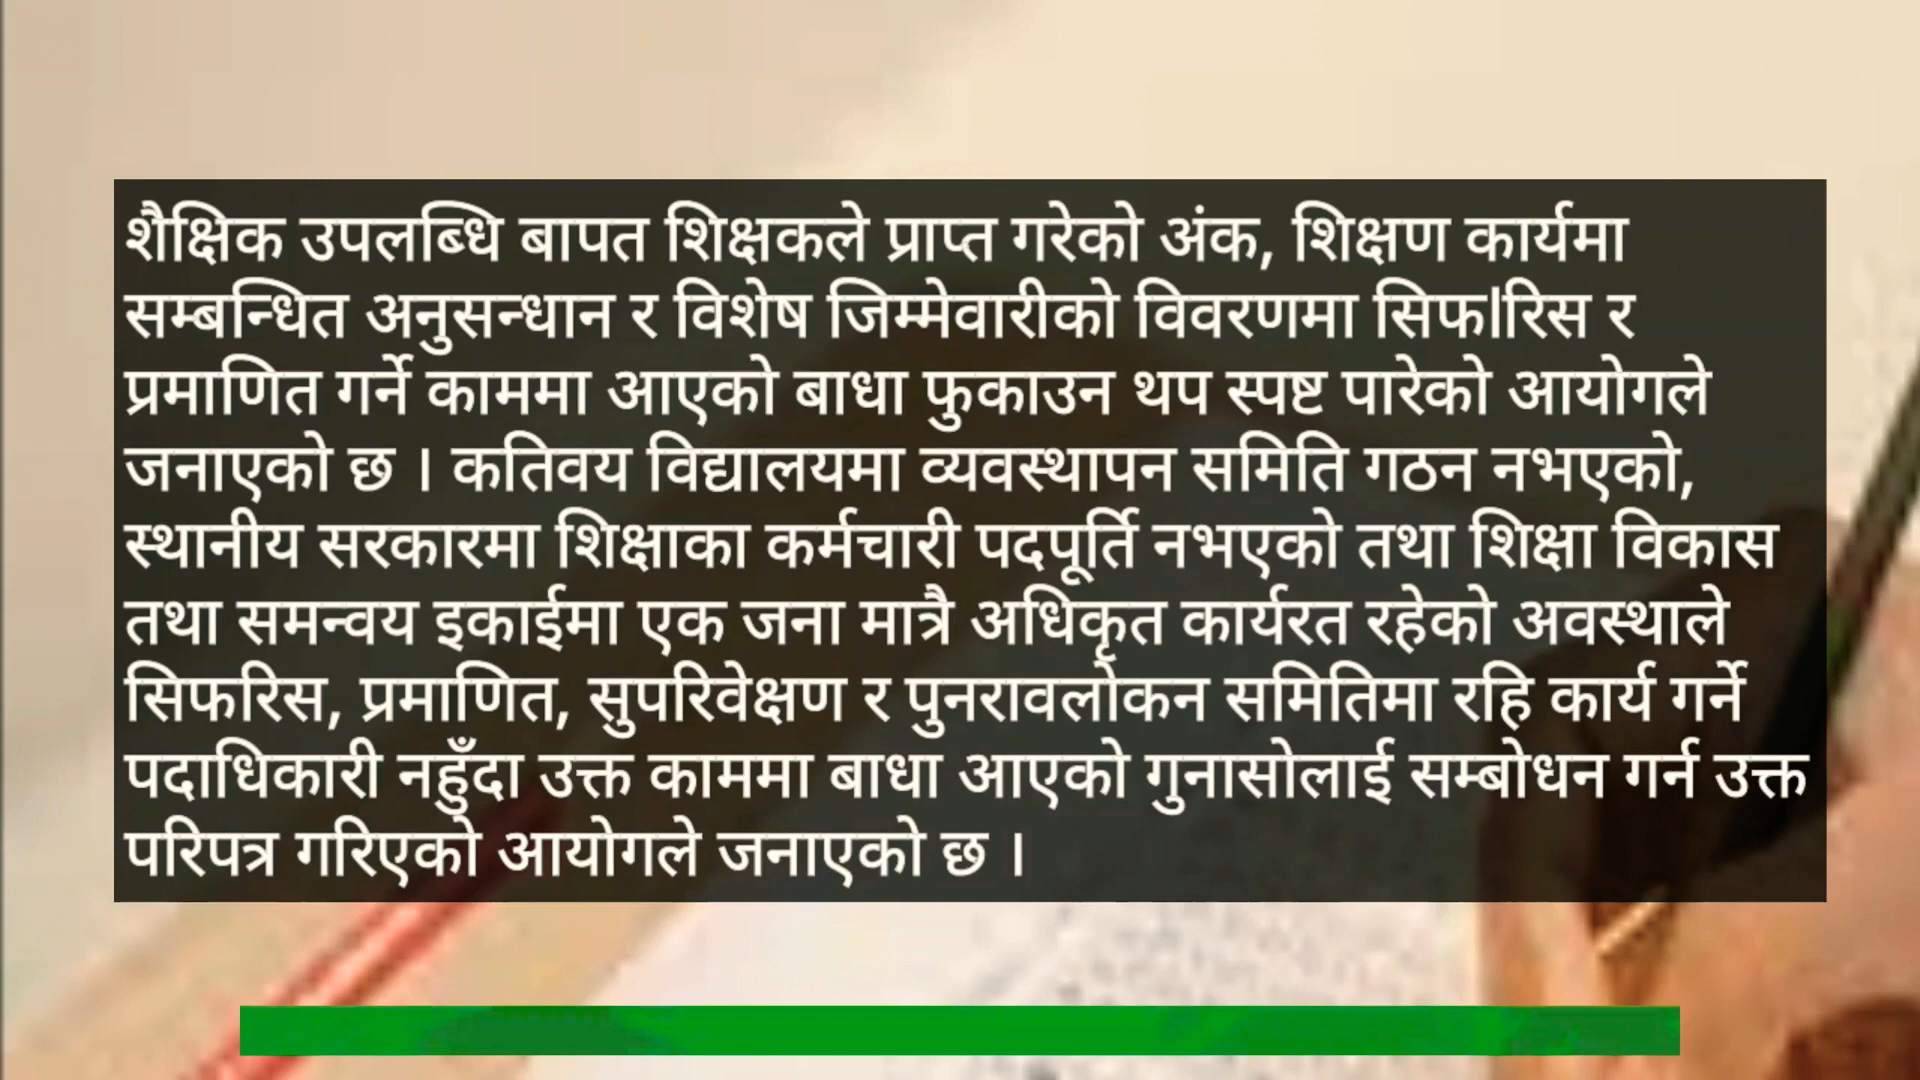 शैक्षिक उपलब्धि बापत शिक्षकले प्राप्त गरेको अंक, शिक्षण कार्यमा
सम्बन्धित अनुसन्धान र विशेष जिम्मेवारीको विवरणमा सिफlरिस र
प्रमाणित गर्ने काममा आएको बाधा फुकाउन थप स्पष्ट पारेको आयोगले
जनाएको छ । कतिवय विद्यालयमा व्यवस्थापन समिति गठन नभएको,
स्थानीय सरकारमा शिक्षाका कर्मचारी पदपूर्ति नभएको तथा शिक्षा विकास
तथा समन्वय इकाईमा एक जना मात्रै अधिकृत कार्यरत रहेको अवस्थाले
सिफरिस, प्रमाणित, सुपरिवेक्षण र पुनरावलोकन समितिमा रहि कार्य गर्ने
पदाधिकारी नहुँदा उक्त काममा बाधा आएको गुनासोलाई सम्बोधन गर्न उक्त
परिपत्र गरिएको आयोगले जनाएको छ ।